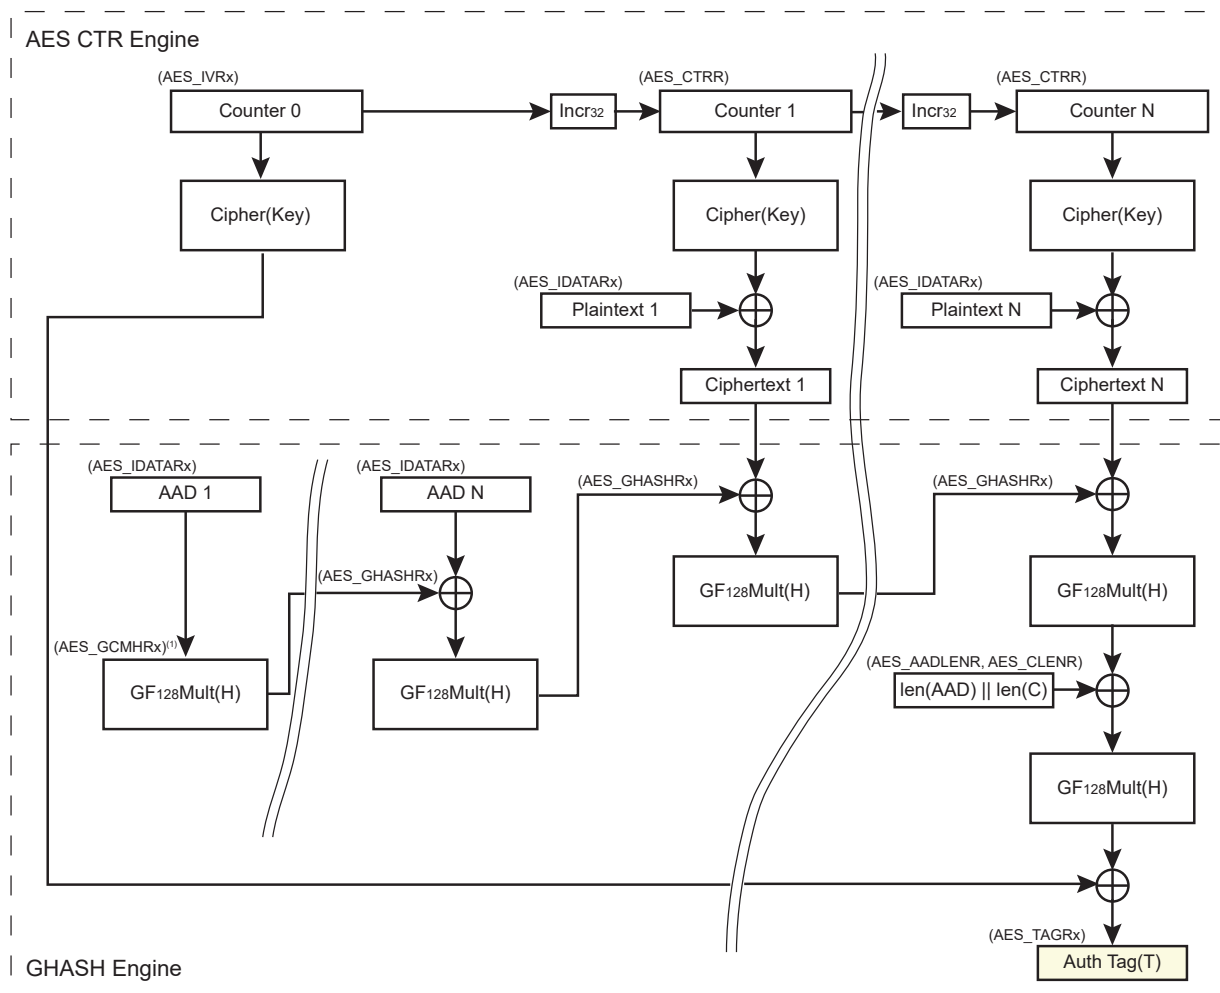 AES CTR Engine
(AES_IVRx)
(AES_CTRR)
(AES_CTRR)
Counter 0
Incr32
Counter 1
Incr32
Counter N
Cipher(Key)
Cipher(Key)
Cipher(Key)
(AES_IDATARx)
(AES_IDATARx)
Plaintext 1
Plaintext N
Ciphertext 1
Ciphertext N
(AES_IDATARx)
(AES_IDATARx)
AAD 1
AAD N
(AES_GHASHRx)
(AES_GHASHRx)
(AES_GHASHRx)
GF128Mult(H)
GF128Mult(H)
(AES_GCMHRx)(1)
GF128Mult(H)
GF128Mult(H)
(AES_AADLENR, AES_CLENR)
len(AAD) || len(C)
GF128Mult(H)
(AES_TAGRx)
Auth Tag(T)
GHASH Engine